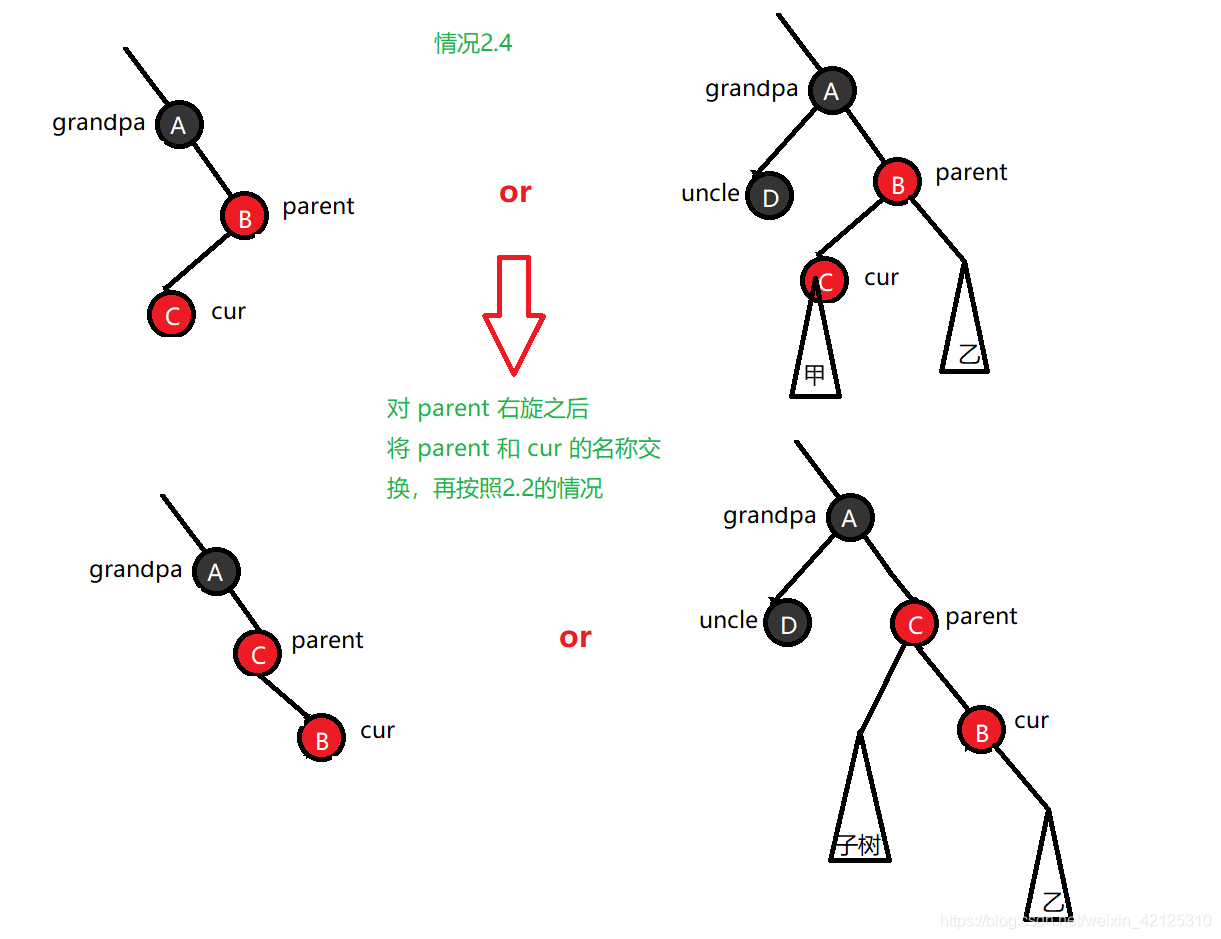 情况2.4
grandpa
A
B
parent
C
cur
or
grandpa
A
uncle
D
B
parent
C
cur
甲
乙
对 parent 右旋之后
将 parent 和 cur 的名称交
换，再按照2.2的情况
grandpa
A
C
parent
B
cur
or
grandpa
A
uncle
D
C
parent
B
cur
子树
乙
https://blog.csdn.net/weixin_42125310